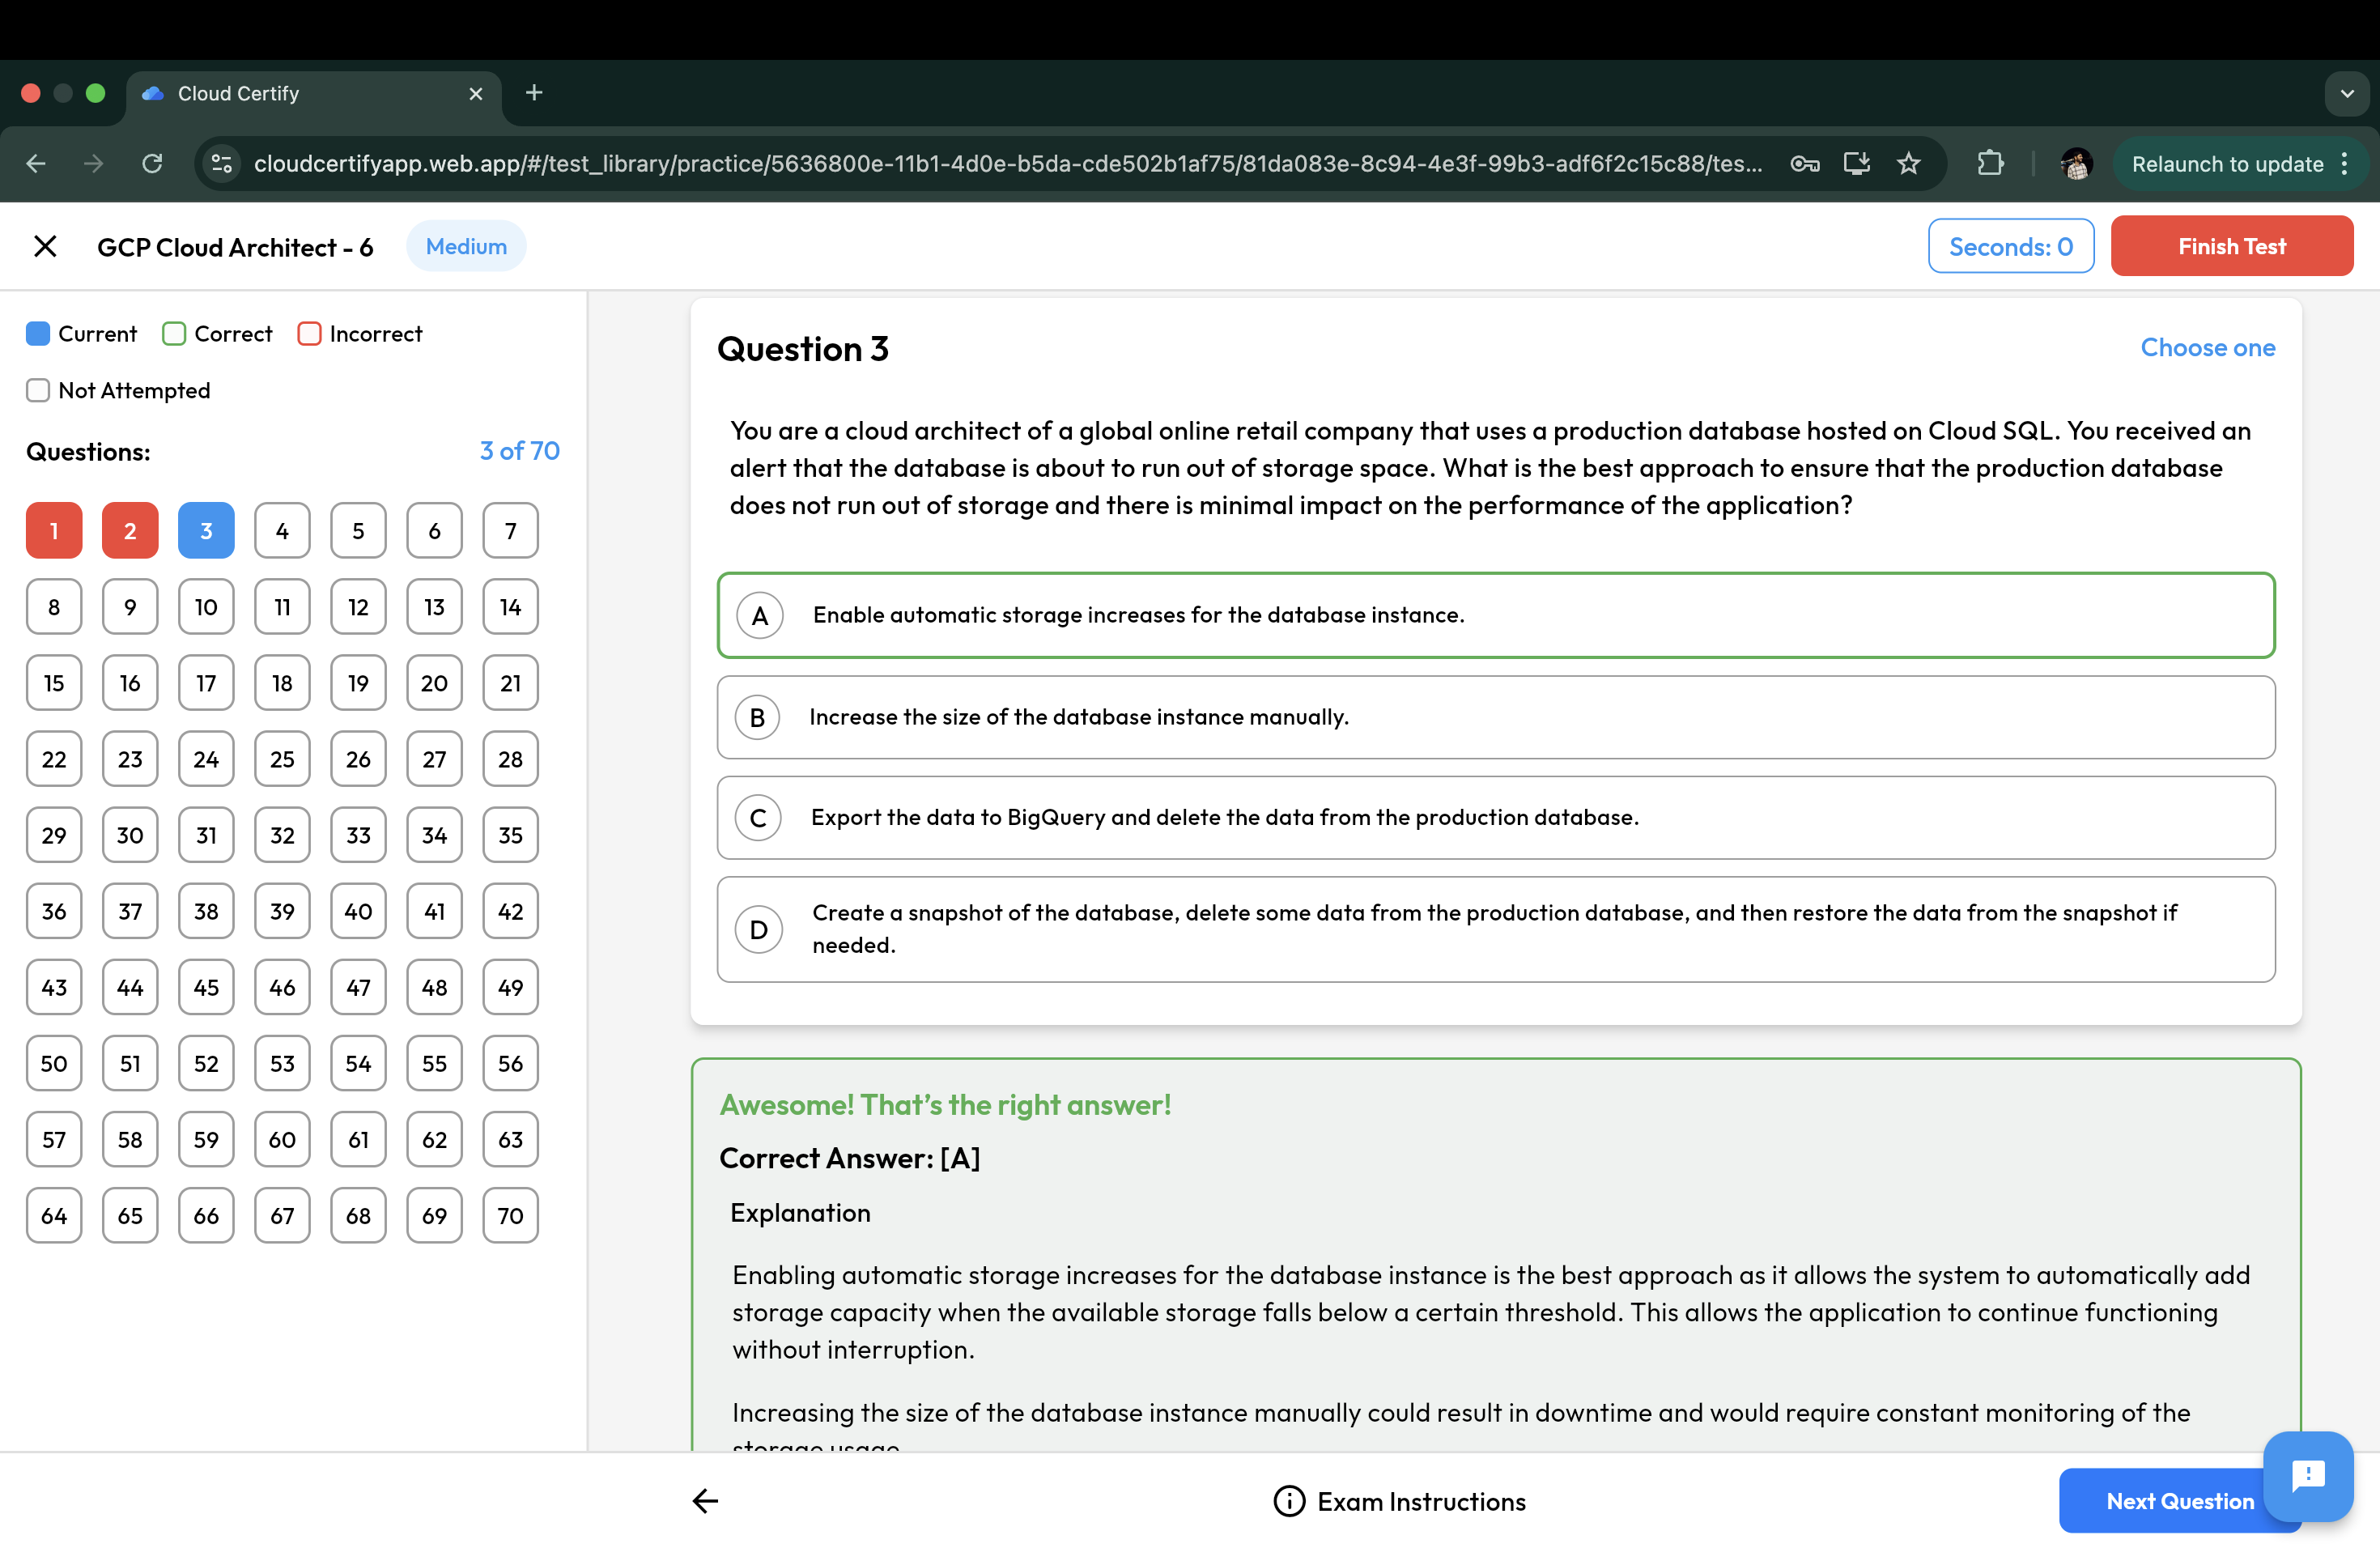 Cloud Certify
cloudcertifyapp.web.app/#/test_library/practice/5636800e-11b1-4d0e-b5da-cde502b1af75/81da083e-8c94-4e3f-99b3-adf6f2c15c88/tes...
Relaunch to update
GCP Cloud Architect - 6
Medium
Seconds: 0
Finish Test
Current
Correct
Incorrect
Not Attempted
Questions:
3 of 70
1 2 3 4 5 6 7
8 9 10 11 12 13 14
15 16 17 18 19 20 21
22 23 24 25 26 27 28
29 30 31 32 33 34 35
36 37 38 39 40 41 42
43 44 45 46 47 48 49
50 51 52 53 54 55 56
57 58 59 60 61 62 63
64 65 66 67 68 69 70
Question 3
Choose one
You are a cloud architect of a global online retail company that uses a production database hosted on Cloud SQL. You received an
alert that the database is about to run out of storage space. What is the best approach to ensure that the production database
does not run out of storage and there is minimal impact on the performance of the application?
A Enable automatic storage increases for the database instance.
B Increase the size of the database instance manually.
C Export the data to BigQuery and delete the data from the production database.
D Create a snapshot of the database, delete some data from the production database, and then restore the data from the snapshot if
needed.
Awesome! That's the right answer!
Correct Answer: [A]
Explanation
Enabling automatic storage increases for the database instance is the best approach as it allows the system to automatically add
storage capacity when the available storage falls below a certain threshold. This allows the application to continue functioning
without interruption.
Increasing the size of the database instance manually could result in downtime and would require constant monitoring of the
storage usage.
Exam Instructions
Next Question